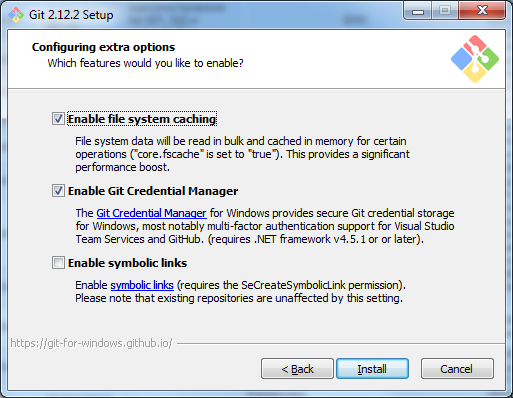 Git 2.12.2 Setup
Configuring extra options
Which features would you like to enable?
Enable file system caching
File system data will be read in bulk and cached in memory for certain
operations ("core.fscache" is set to "true"). This provides a significant
performance boost.
Enable Git Credential Manager
The Git Credential Manager for Windows provides secure Git credential storage
for Windows, most notably multi-factor authentication support for Visual Studio
Team Services and GitHub. (requires .NET framework v4.5.1 or or later).
Enable symbolic links
Enable symbolic links (requires the SeCreateSymbolicLink permission).
Please note that existing repositories are unaffected by this setting.
https://git-for-windows.github.io/
< Back
Install
Cancel